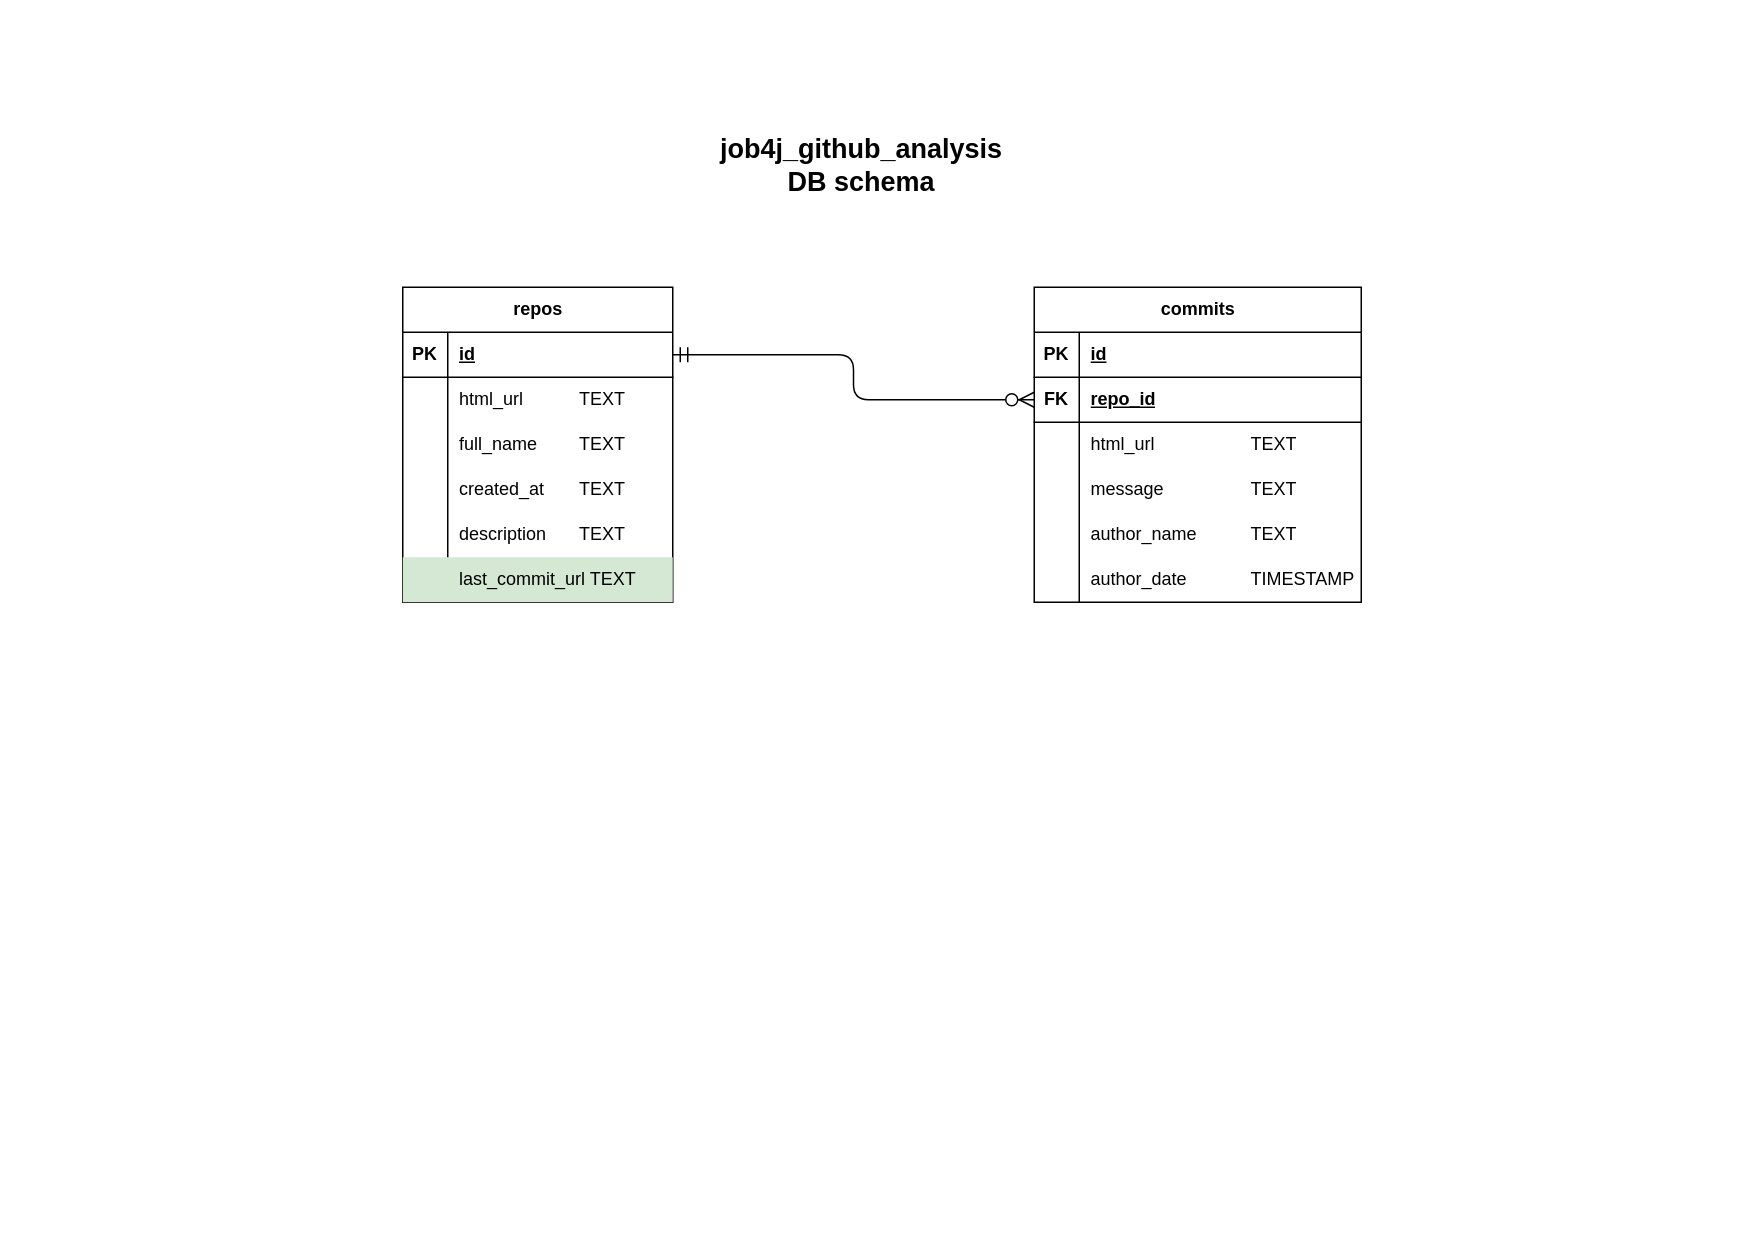 job4j_github_analysis
DB schema
repos
PK id
html_url TEXT
full_name TEXT
created_at TEXT
description TEXT
last_commit_url TEXT
commits
PK id
FK repo_id
html_url TEXT
message TEXT
author_name TEXT
author_date TIMESTAMP